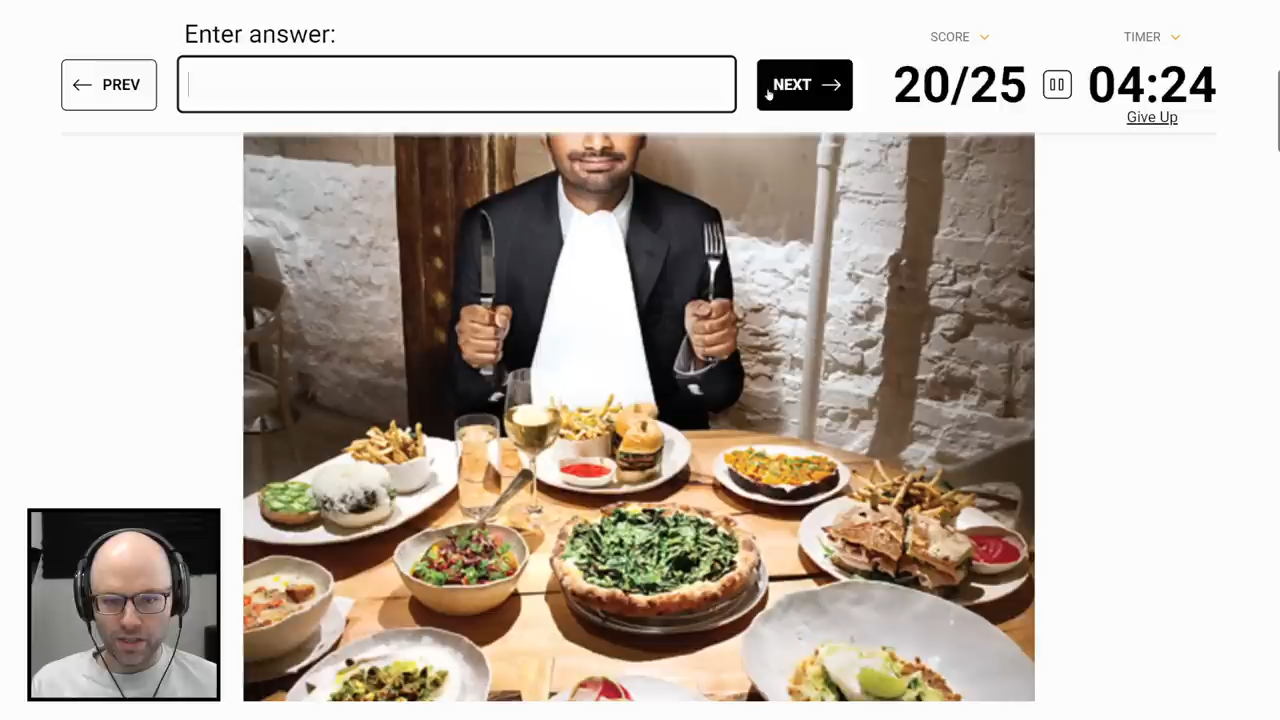 Enter answer:
SCORE
TIMER
← PREV
NEXT →
20/25
04:24
Give Up